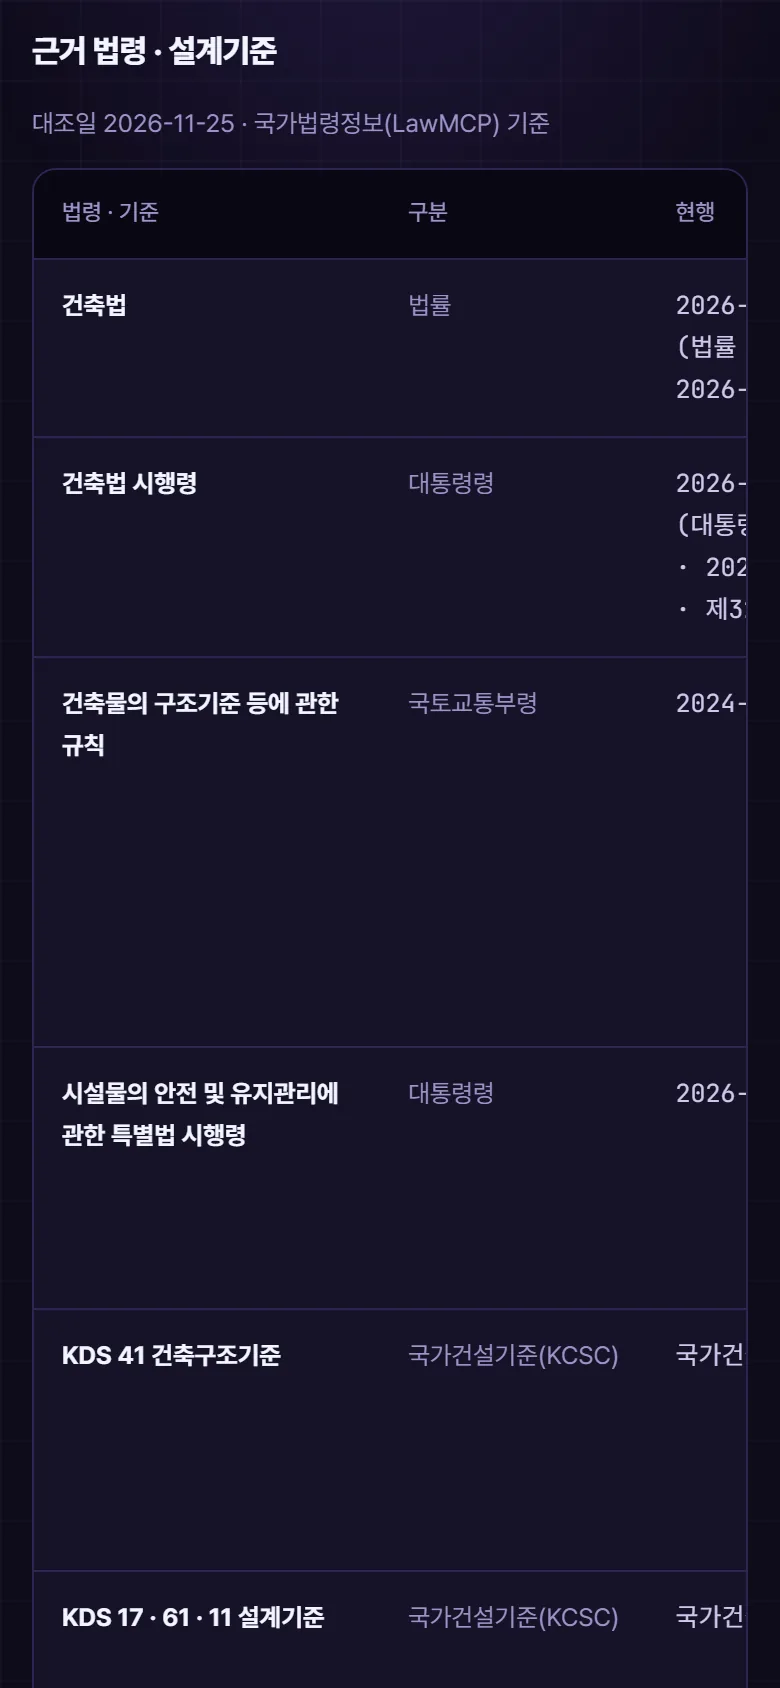 근거 법령 · 설계기준
대조일 2026-11-25 · 국가법령정보(LawMCP) 기준
법령 · 기준 구분 현행
건축법 법률 2026-
(법률
2026-
건축법 시행령 대통령령 2026-
(대통령
· 202
· 제3
건축물의 구조기준 등에 관한 국토교통부령 2024-
규칙
시설물의 안전 및 유지관리에 대통령령 2026-
관한 특별법 시행령
KDS 41 건축구조기준 국가건설기준(KCSC) 국가건
KDS 17 · 61 · 11 설계기준 국가건설기준(KCSC) 국가건